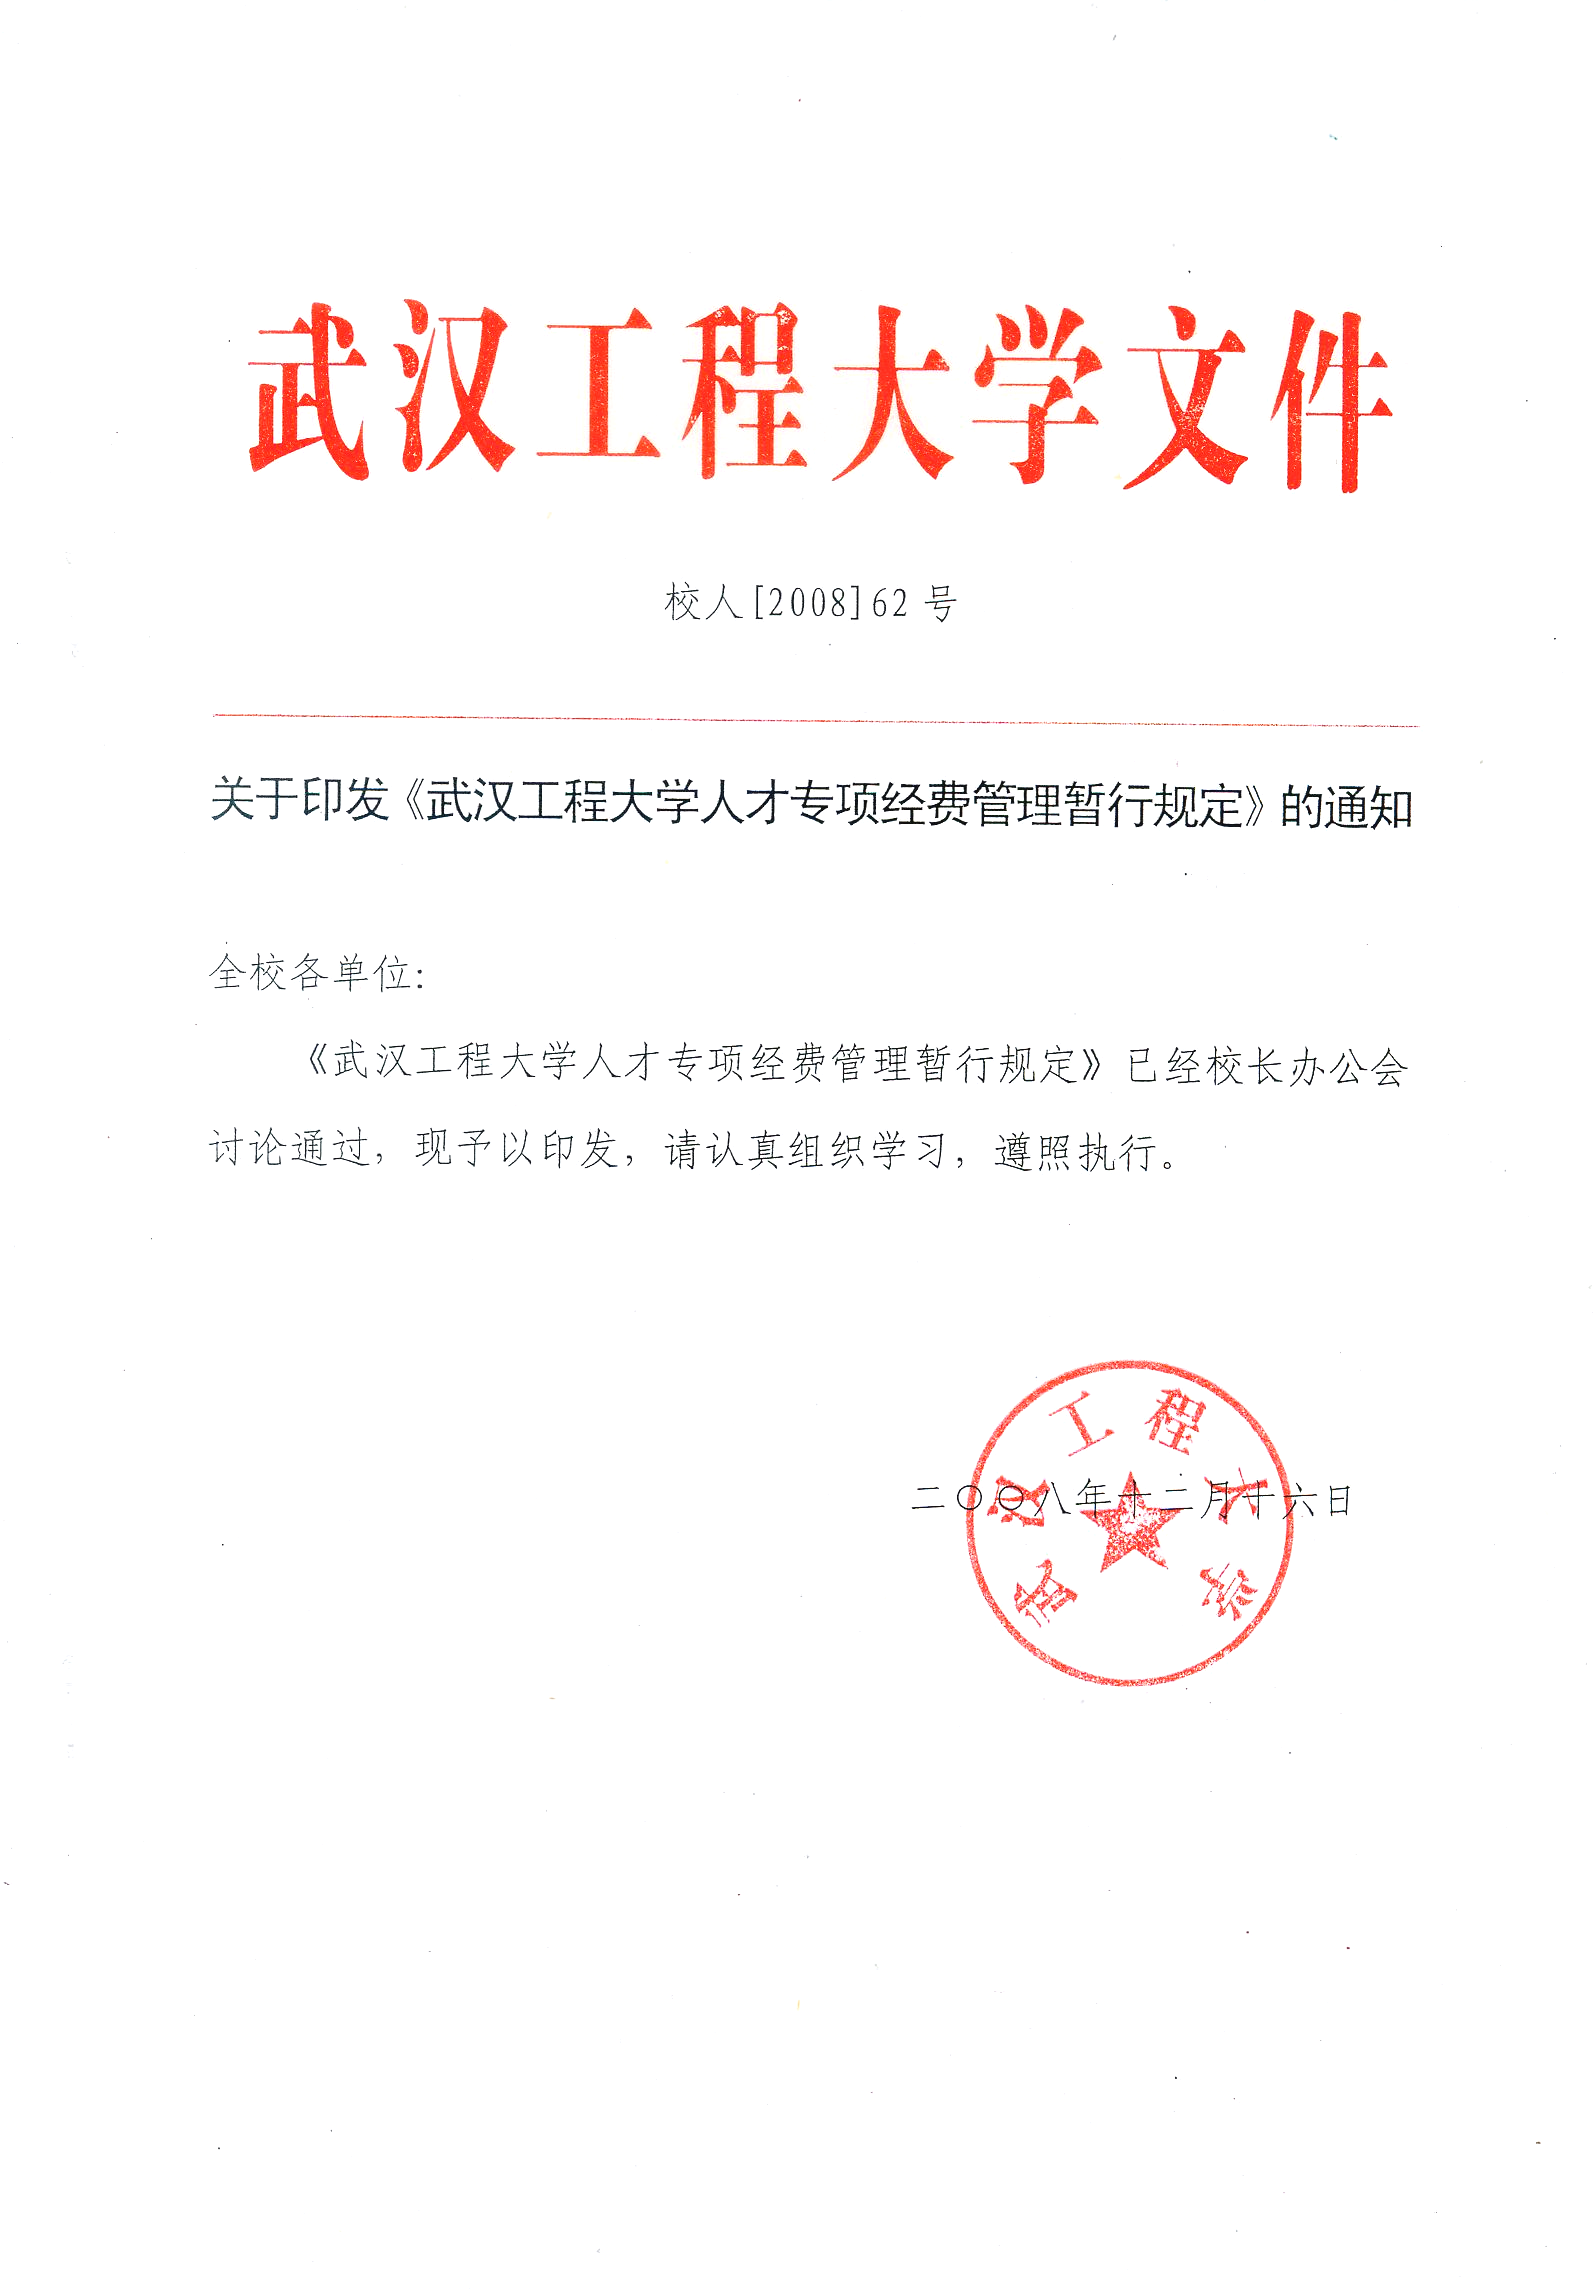 武汉工程大学文件
校人[2008]62 号
关于印发《武汉工程大学人才专项经费管理暂行规定》的通知
全校各单位:
《武汉工程大学人才专项经费管理暂行规定》已经校长办公会
讨论通过，现予以印发，请认真组织学习，遵照执行。
二〇〇八年十二月十六日
武汉工程大学